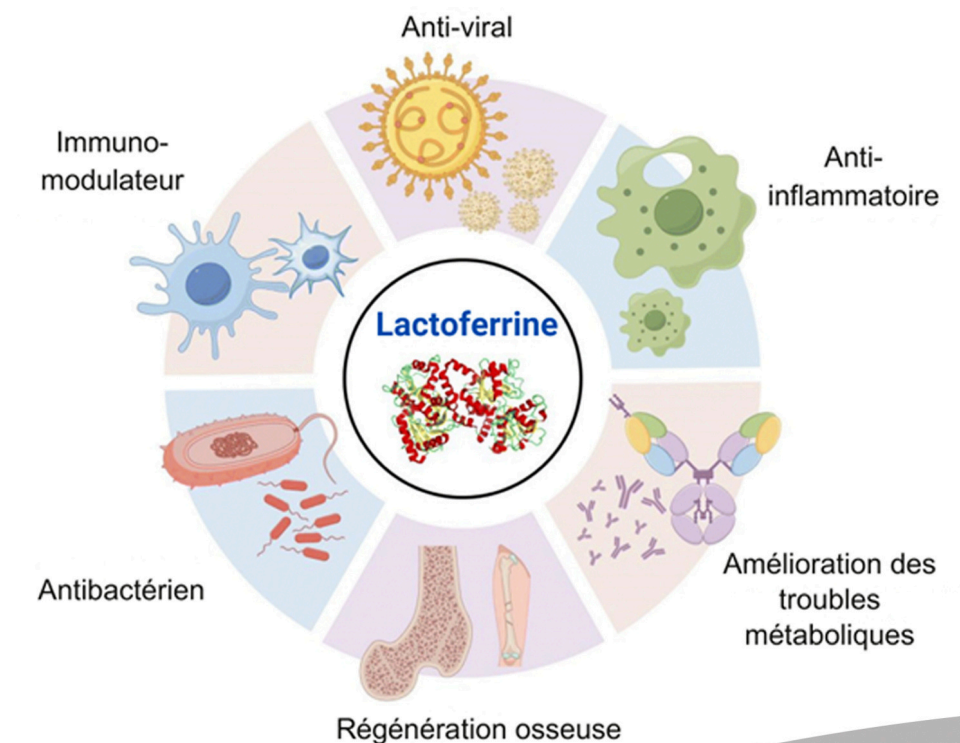 Anti-viral
Immuno-
modulateur
Anti-
inflammatoire
Lactoferrine
Antibactérien
Amélioration des
troubles
métaboliques
Régénération osseuse